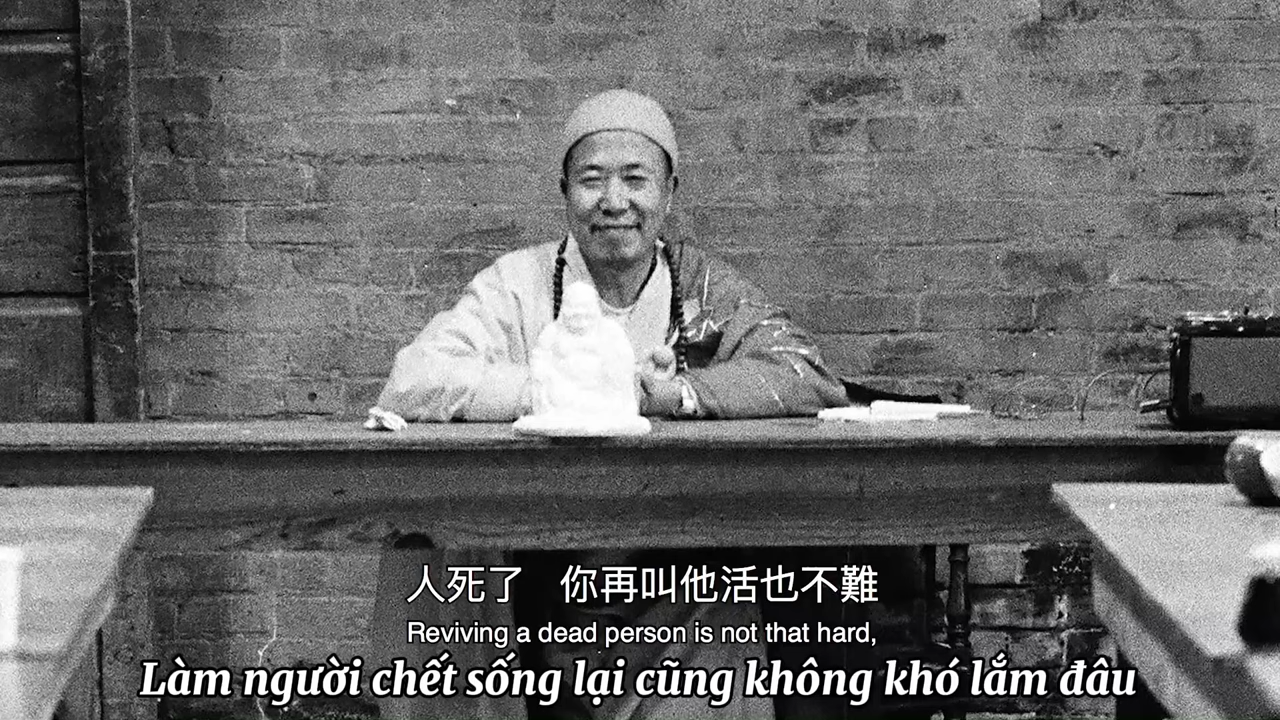 人死了　你再叫他活也不難
Reviving a dead person is not that hard,
Làm người chết sống lại cũng không khó lắm đâu